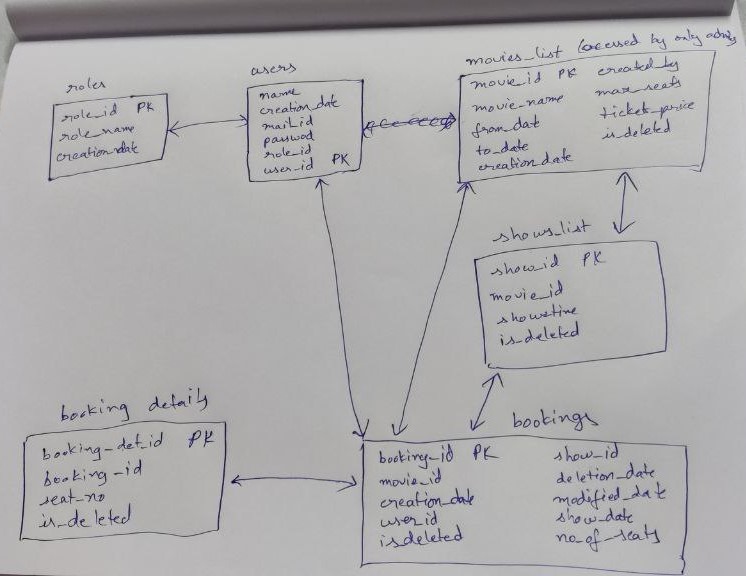 roles
role_id PK
role_name
creation_date
users
name
creation_date
mail_id
password
role_id
user_id PK
movies_list (accessed by only admin
movie_id PK
movie_name
from_date
to_date
creation_date
created_by
max_seats
ticket_price
is_deleted
shows_list
show_id PK
movie_id
showtime
is_deleted
booking details
booking_det_id PK
booking_id
seat_no
is_deleted
bookings
booking_id PK
movie_id
creation_date
user_id
isdeleted
show_id
deletion_date
modified_date
show_date
no_of_seats